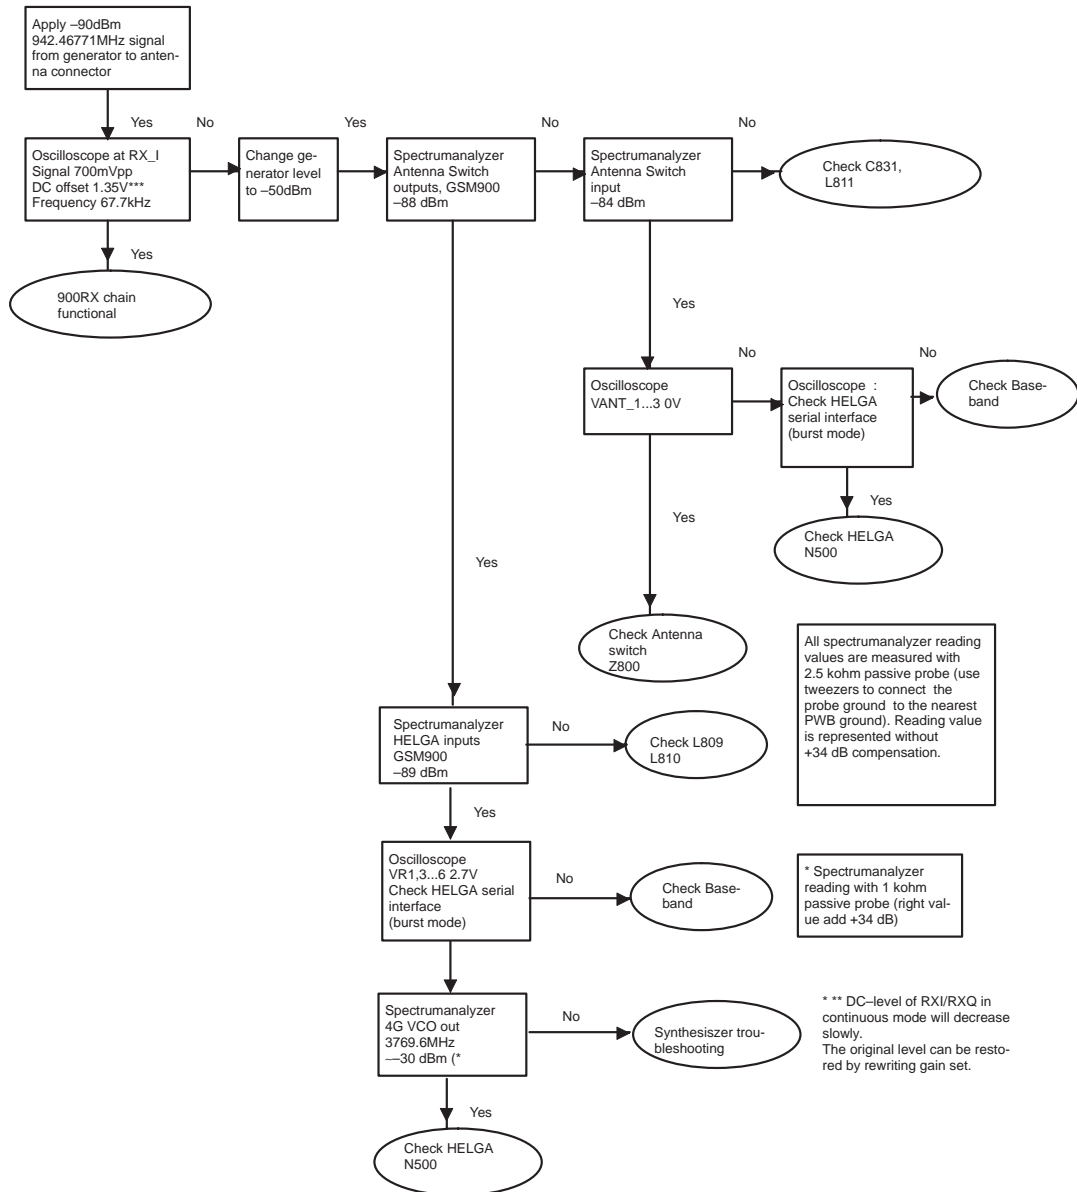 Apply –90dBm
942.46771MHz signal
from generator to anten-
na connector
Yes
No
Yes
No
No
Oscilloscope at RX_I
Signal 700mVpp
DC offset 1.35V***
Frequency 67.7kHz
Change ge-
nerator level
to –50dBm
Spectrumanalyzer
Antenna Switch
outputs, GSM900
–88 dBm
Spectrumanalyzer
Antenna Switch
input
–84 dBm
Check C831,
L811
Yes
900RX chain
functional
Yes
No
No
Oscilloscope
VANT_1...3 0V
Oscilloscope :
Check HELGA
serial interface
(burst mode)
Check Base-
band
Yes
Yes
Check HELGA
N500
Yes
Check Antenna
switch
Z800
All spectrumanalyzer reading
values are measured with
2.5 kohm passive probe (use
tweezers to connect the
probe ground to the nearest
PWB ground). Reading value
is represented without
+34 dB compensation.
Spectrumanalyzer
HELGA inputs
GSM900
–89 dBm
No
Check L809
L810
Yes
Oscilloscope
VR1,3...6 2.7V
Check HELGA serial
interface
(burst mode)
No
Check Base-
band
* Spectrumanalyzer
reading with 1 kohm
passive probe (right val-
ue add +34 dB)
Spectrumanalyzer
4G VCO out
3769.6MHz
~–30 dBm (*
No
Synthesiszer trou-
bleshooting
* ** DC–level of RXI/RXQ in
continuous mode will decrease
slowly.
The original level can be resto-
red by rewriting gain set.
Yes
Check HELGA
N500